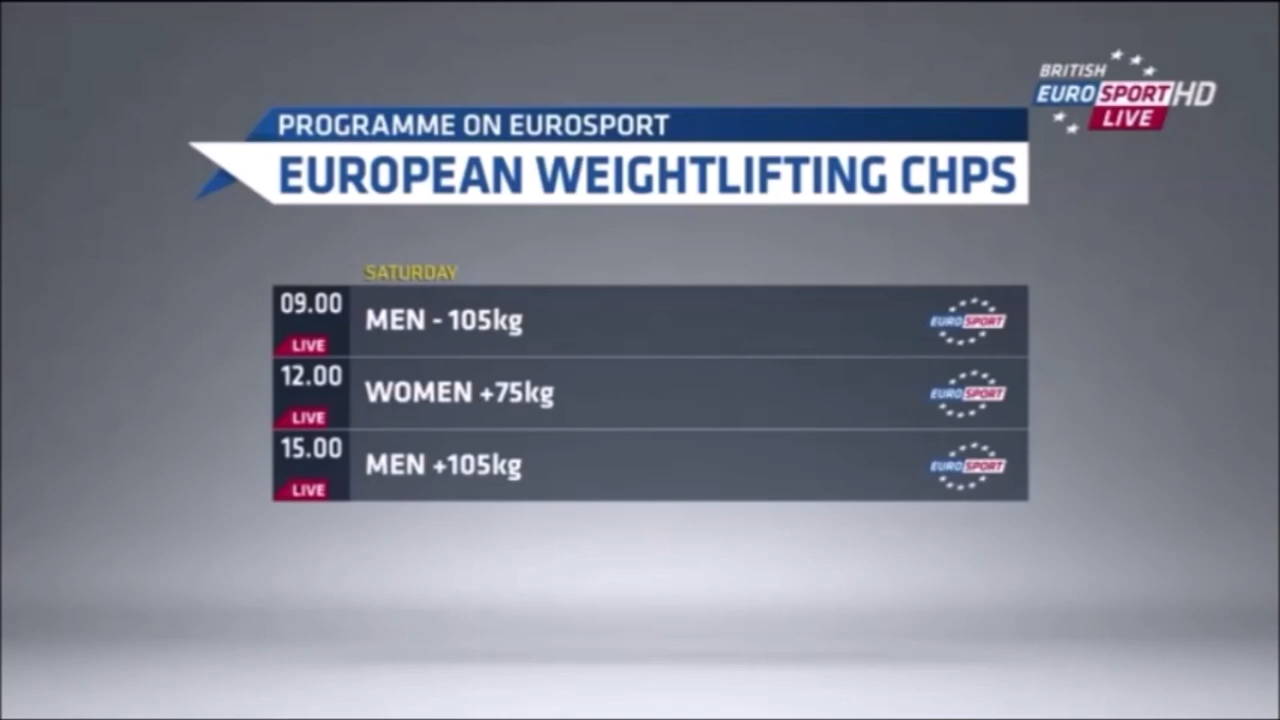 BRITISH
EUROSPORT HD
LIVE
PROGRAMME ON EUROSPORT
EUROPEAN WEIGHTLIFTING CHPS
SATURDAY
09.00
LIVE
MEN - 105kg
EUROSPORT
12.00
LIVE
WOMEN +75kg
EUROSPORT
15.00
LIVE
MEN +105kg
EUROSPORT